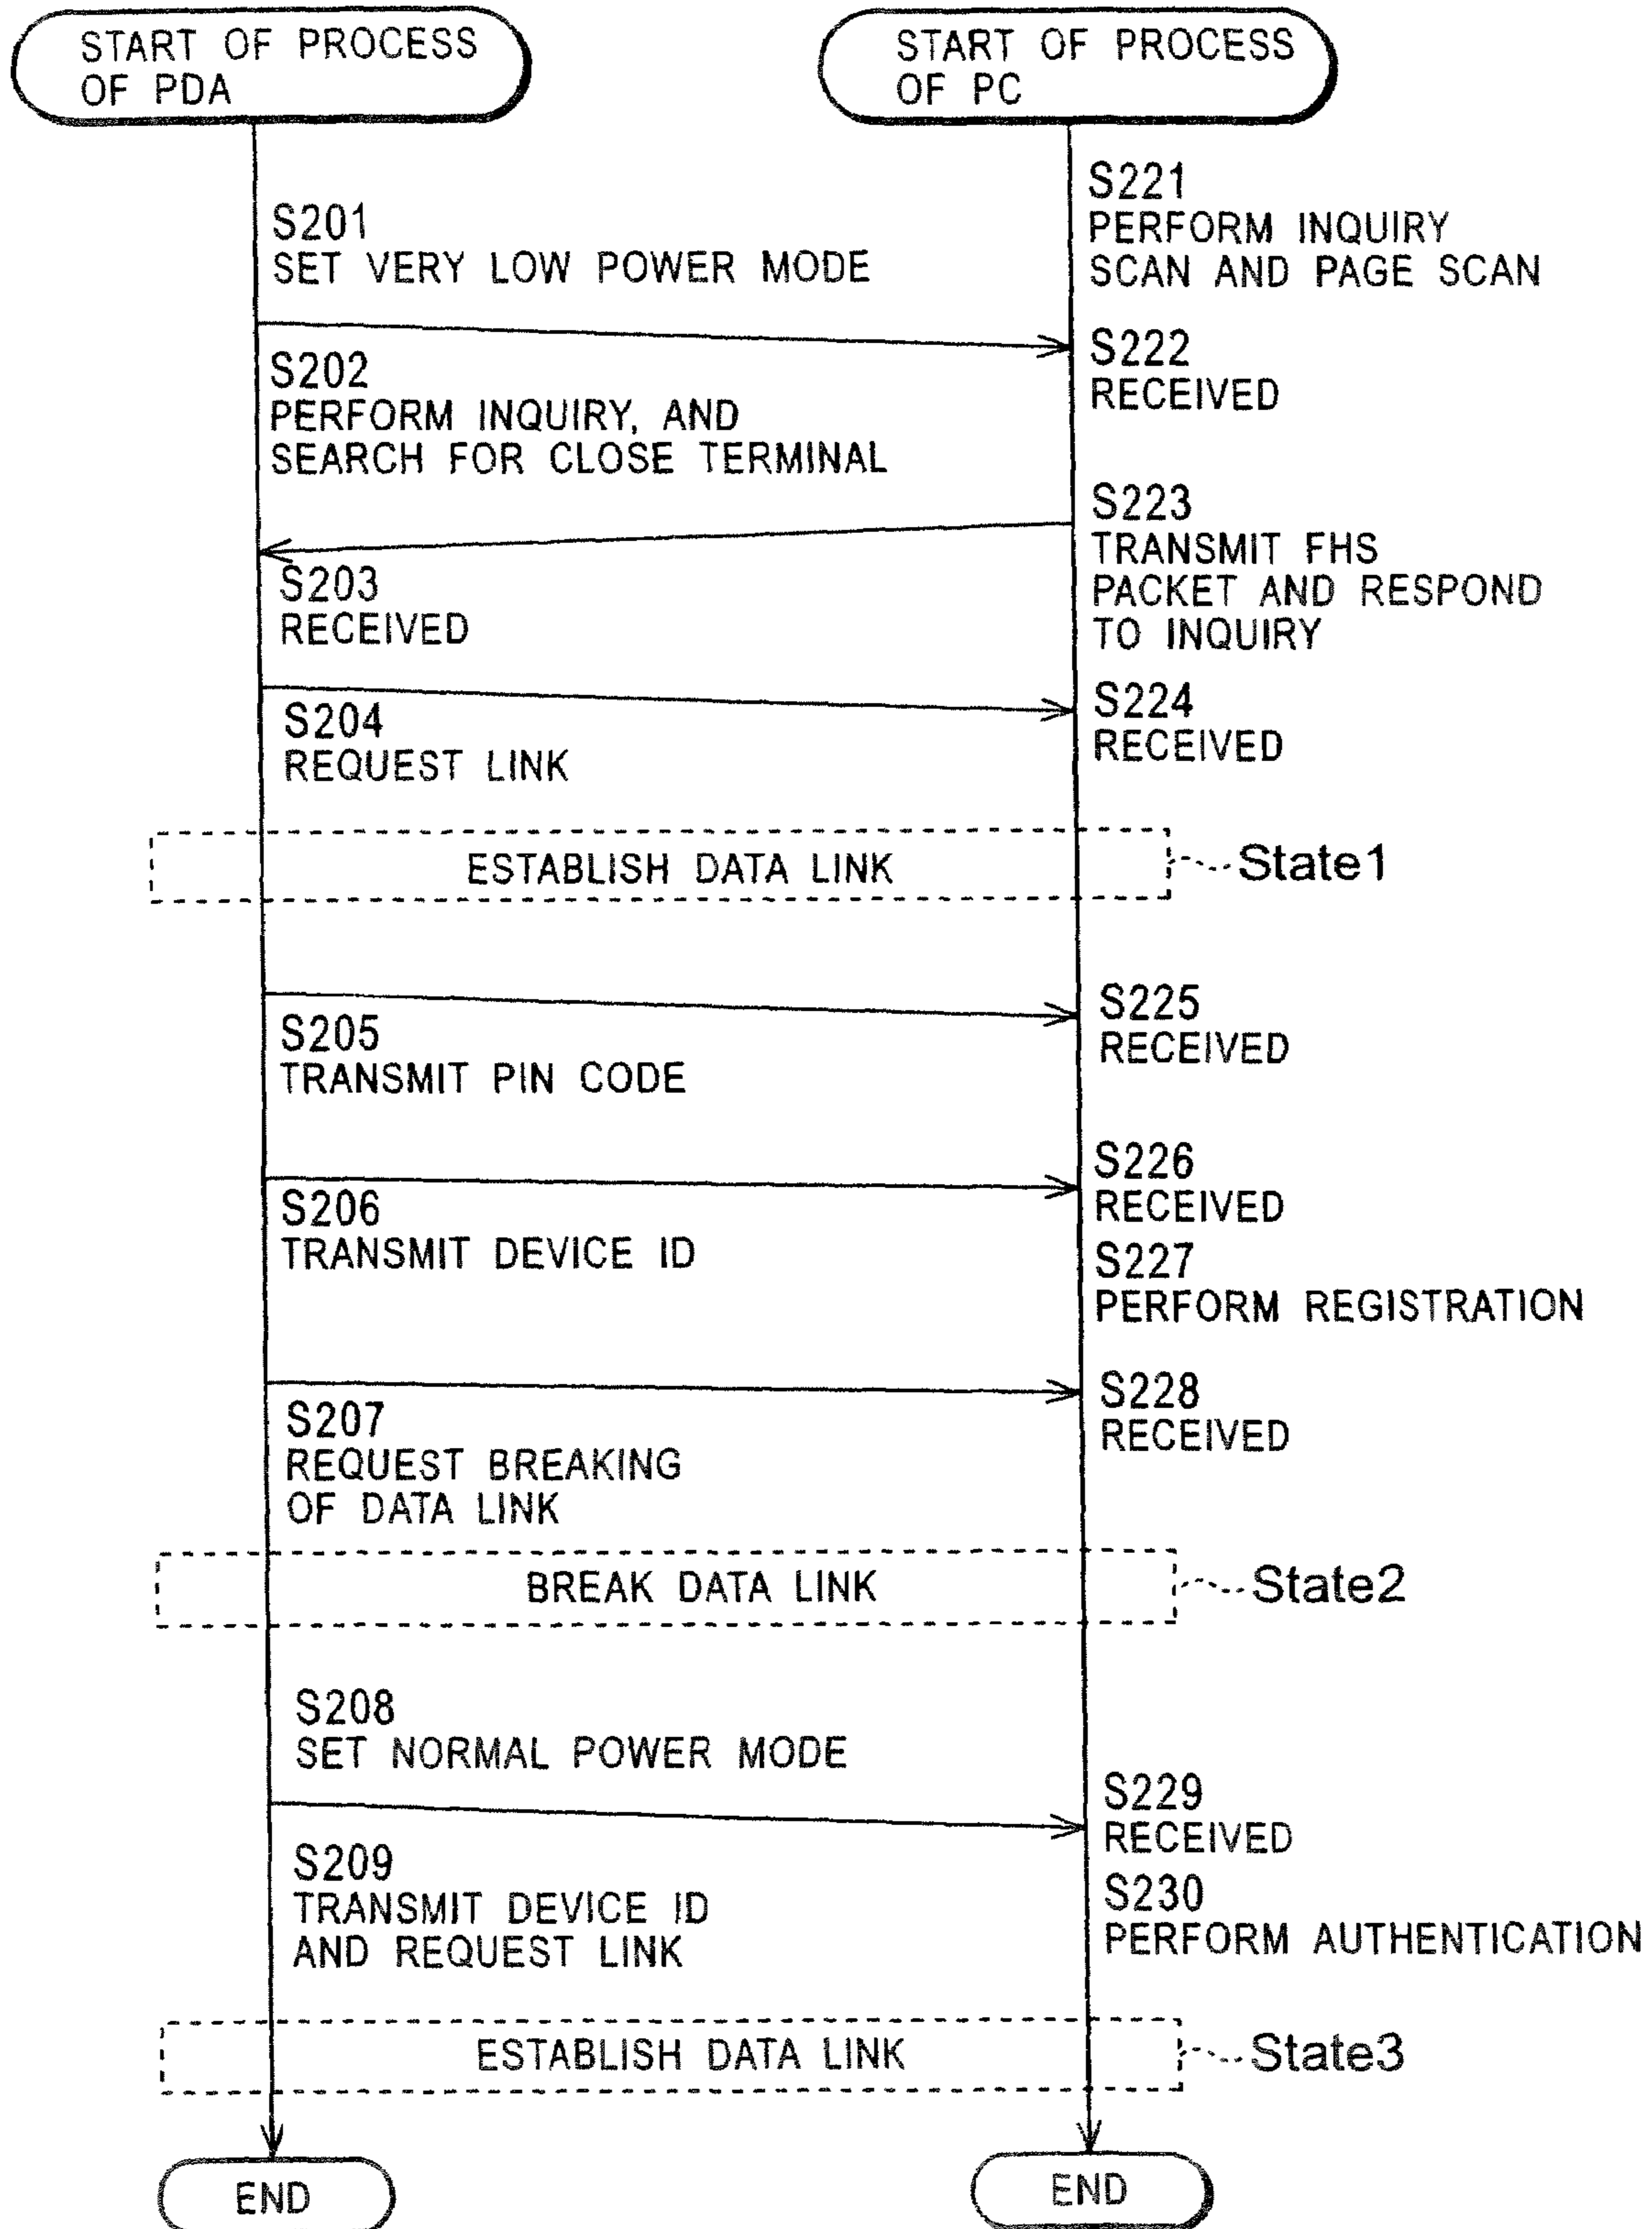 START OF PROCESS
OF PDA
START OF PROCESS
OF PC
S221
PERFORM INQUIRY
SCAN AND PAGE SCAN
S201
SET VERY LOW POWER MODE
S222
RECEIVED
S202
PERFORM INQUIRY, AND
SEARCH FOR CLOSE TERMINAL
S223
TRANSMIT FHS
PACKET AND RESPOND
TO INQUIRY
S203
RECEIVED
S224
RECEIVED
S204
REQUEST LINK
ESTABLISH DATA LINK
State1
S225
RECEIVED
S205
TRANSMIT PIN CODE
S226
RECEIVED
S206
TRANSMIT DEVICE ID
S227
PERFORM REGISTRATION
S228
RECEIVED
S207
REQUEST BREAKING
OF DATA LINK
BREAK DATA LINK
State2
S208
SET NORMAL POWER MODE
S229
RECEIVED
S209
TRANSMIT DEVICE ID
AND REQUEST LINK
S230
PERFORM AUTHENTICATION
ESTABLISH DATA LINK
State3
END
END